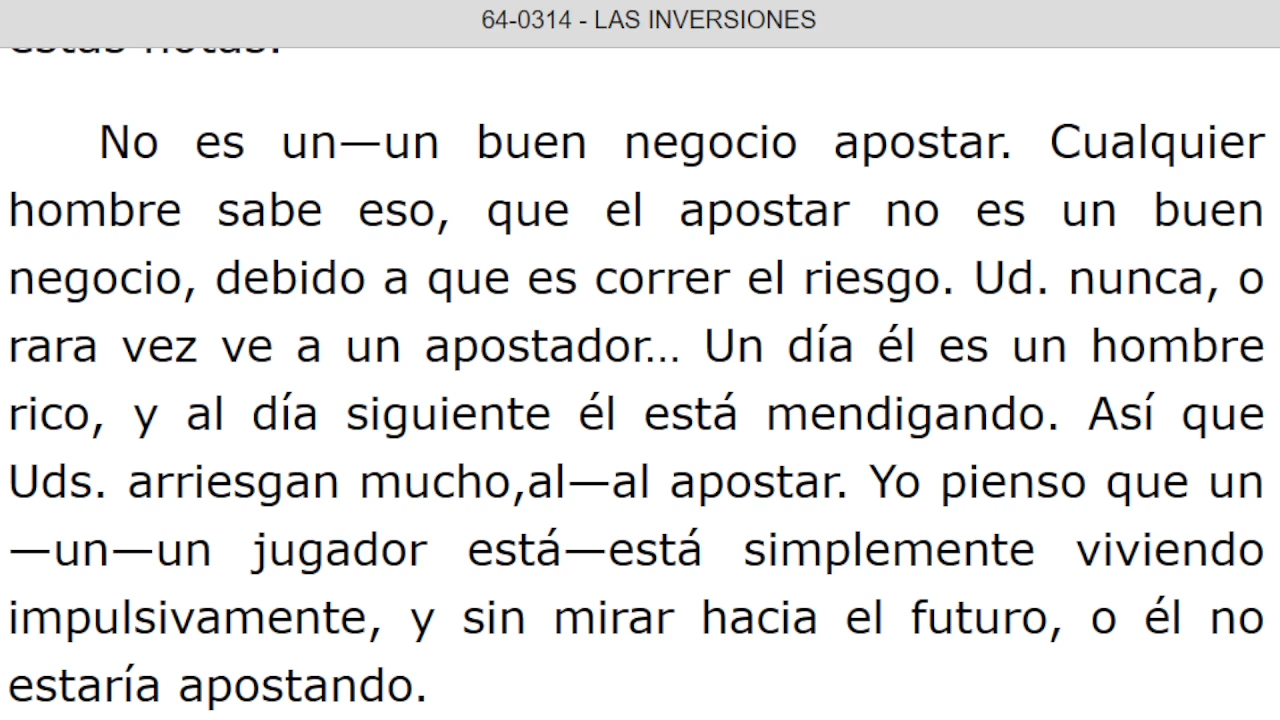 64-0314 - LAS INVERSIONES
estas notas.
No es un—un buen negocio apostar. Cualquier
hombre sabe eso, que el apostar no es un buen
negocio, debido a que es correr el riesgo. Ud. nunca, o
rara vez ve a un apostador... Un día él es un hombre
rico, y al día siguiente él está mendigando. Así que
Uds. arriesgan mucho,al—al apostar. Yo pienso que un
—un—un jugador está—está simplemente viviendo
impulsivamente, y sin mirar hacia el futuro, o él no
estaría apostando.